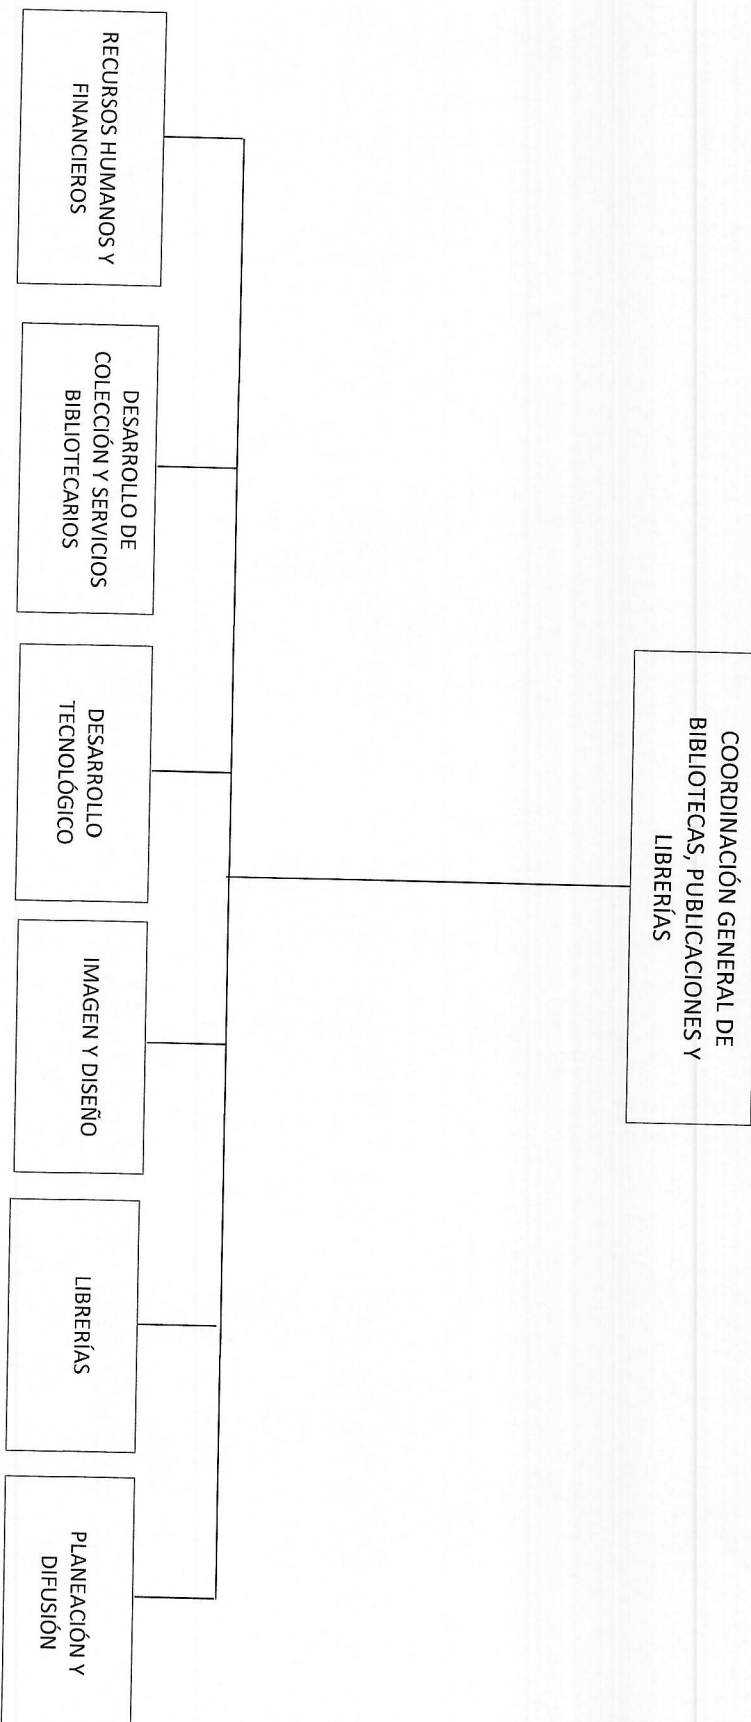 COORDINACIÓN GENERAL DE
BIBLIOTECAS, PUBLICACIONES Y
LIBRERÍAS
RECURSOS HUMANOS Y
FINANCIEROS
DESARROLLO DE
COLECCIÓN Y SERVICIOS
BIBLIOTECARIOS
DESARROLLO
TECNOLÓGICO
IMAGEN Y DISEÑO
LIBRERÍAS
PLANEACIÓN Y
DIFUSIÓN